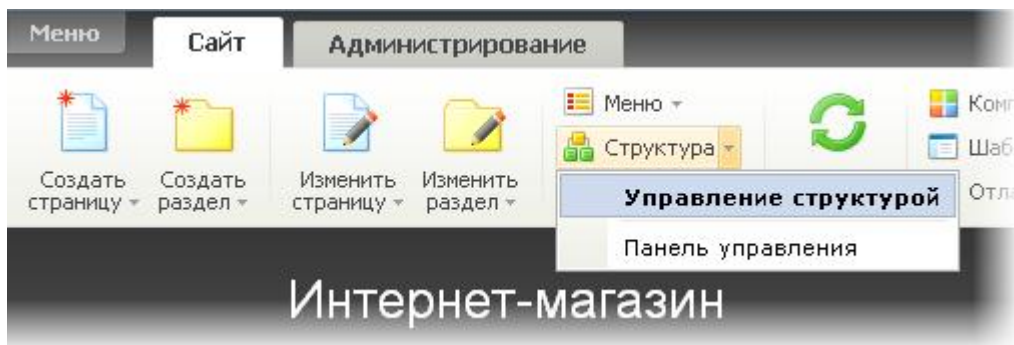 Меню
Сайт
Администрирование
Создать
страницу
Создать
раздел
Изменить
страницу
Изменить
раздел
Меню
Структура
Управление структурой
Панель управления
Интернет-магазин